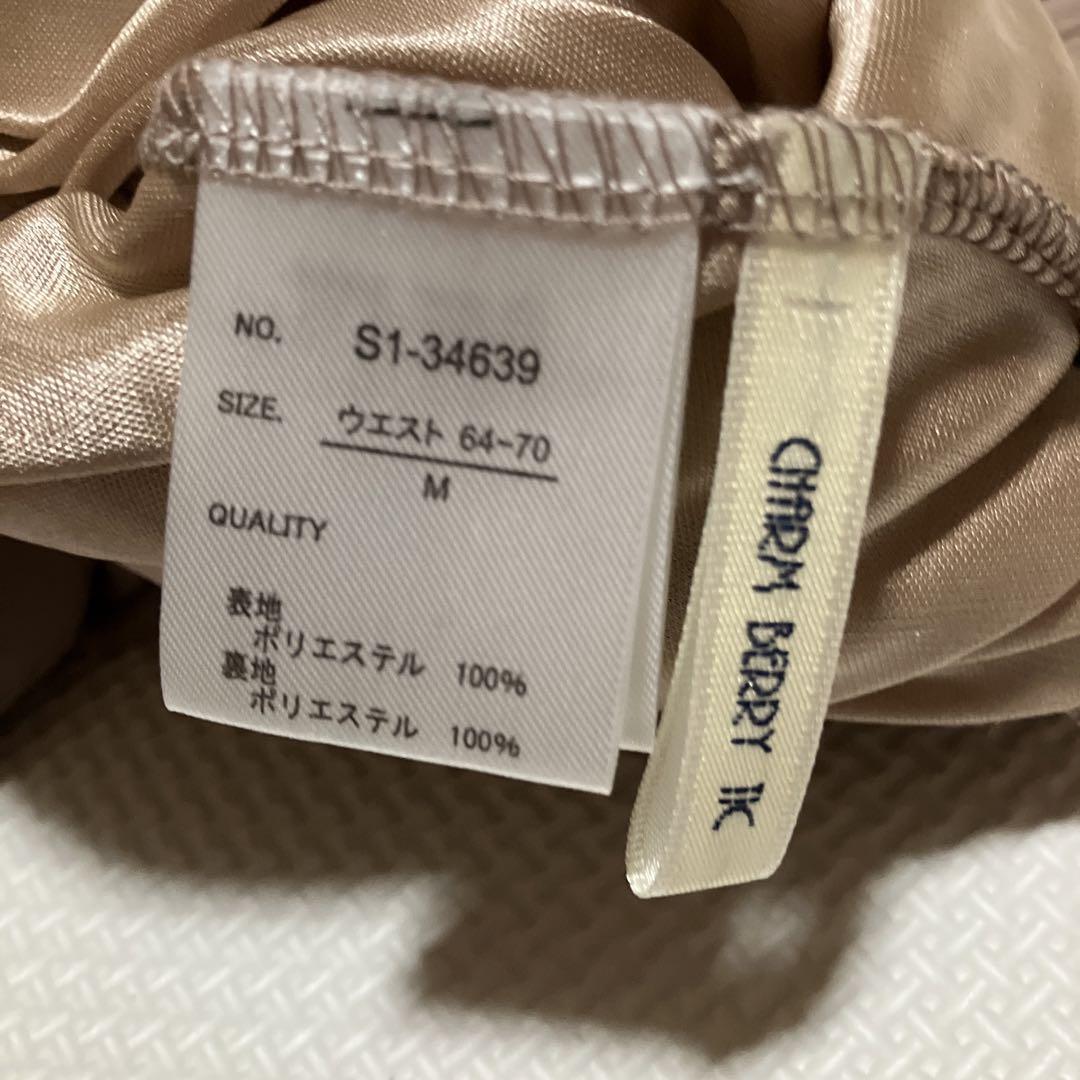 NO. S1-34639
SIZE. ウエスト 64-70
M
QUALITY
表地
ポリエステル 100%
裏地
ポリエステル 100%
CHARM BERRY